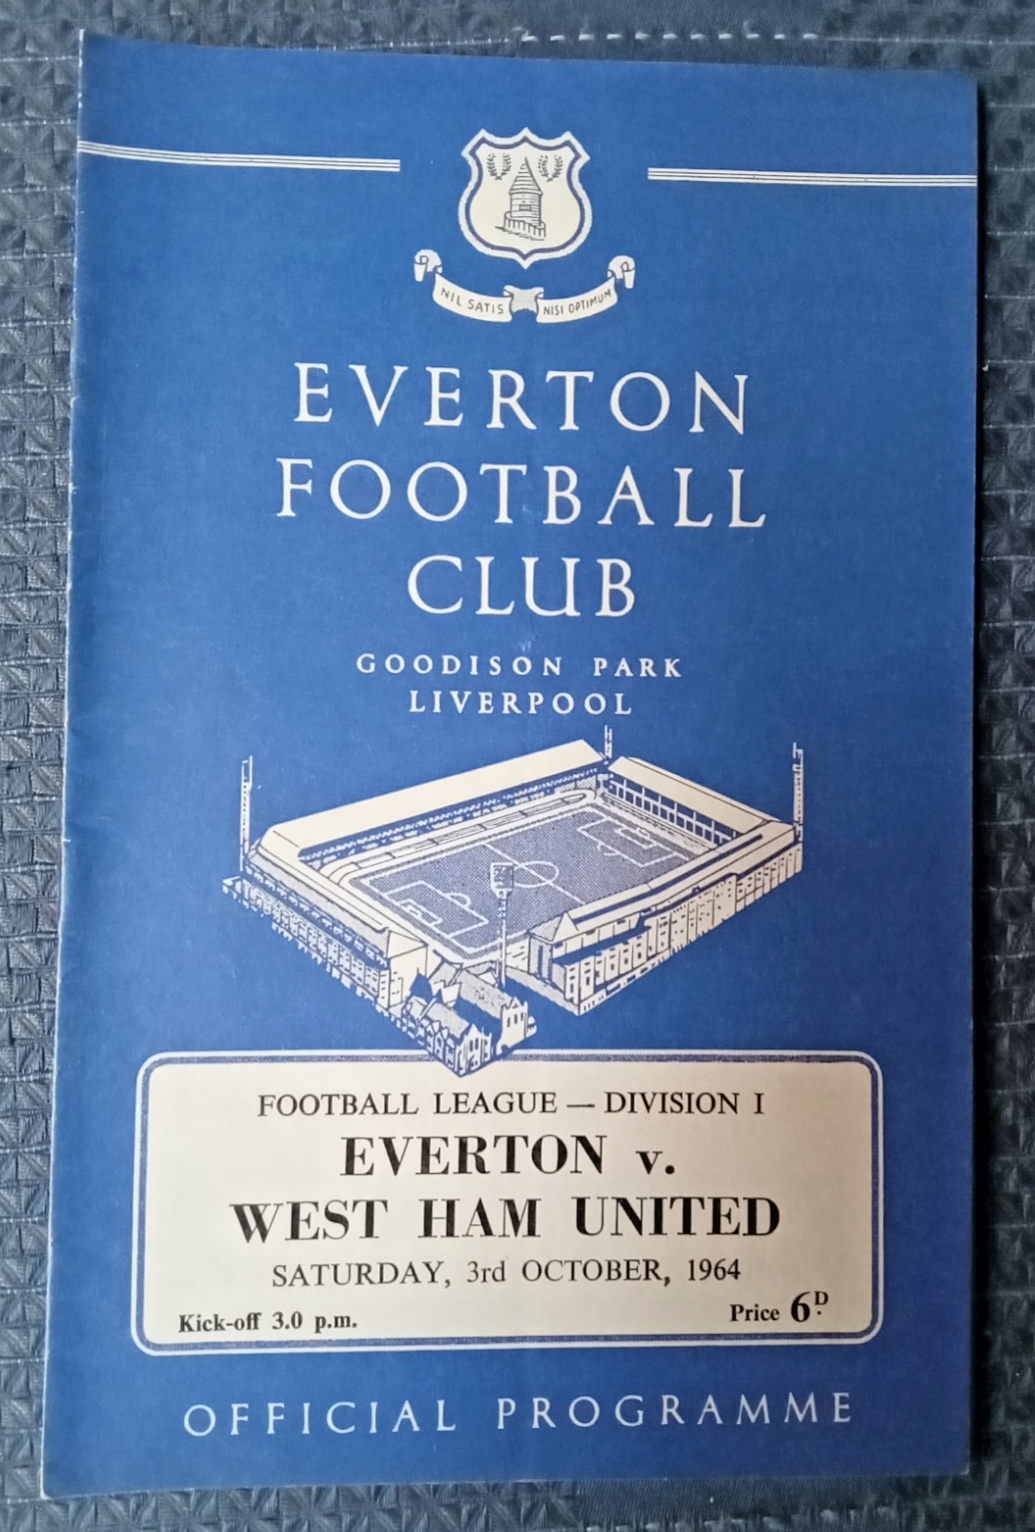 NIL SATIS NISI OPTIMUM
EVERTON
FOOTBALL
CLUB
GOODISON PARK
LIVERPOOL
FOOTBALL LEAGUE — DIVISION I
EVERTON v.
WEST HAM UNITED
SATURDAY, 3rd OCTOBER, 1964
Kick-off 3.0 p.m. Price 6D.
OFFICIAL PROGRAMME